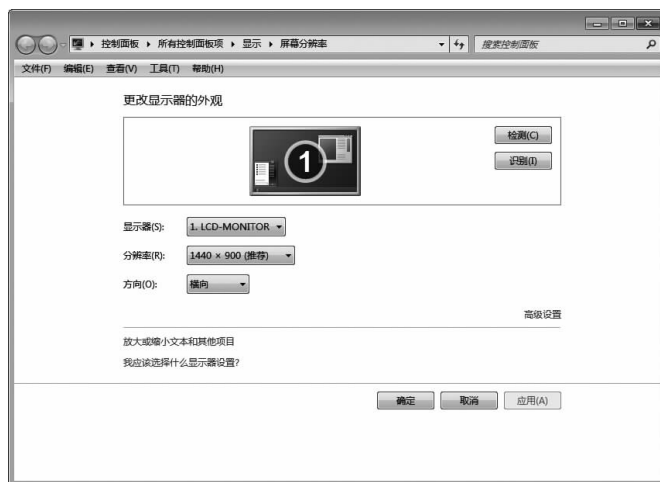 控制面板 ▸ 所有控制面板项 ▸ 显示 ▸ 屏幕分辨率 搜索控制面板
文件(F) 编辑(E) 查看(V) 工具(T) 帮助(H)
更改显示器的外观
1
检测(C)
识别(I)
显示器(S): 1. LCD-MONITOR
分辨率(R): 1440 × 900 (推荐)
方向(O): 横向
高级设置
放大或缩小文本和其他项目
我应该选择什么显示器设置?
确定 取消 应用(A)